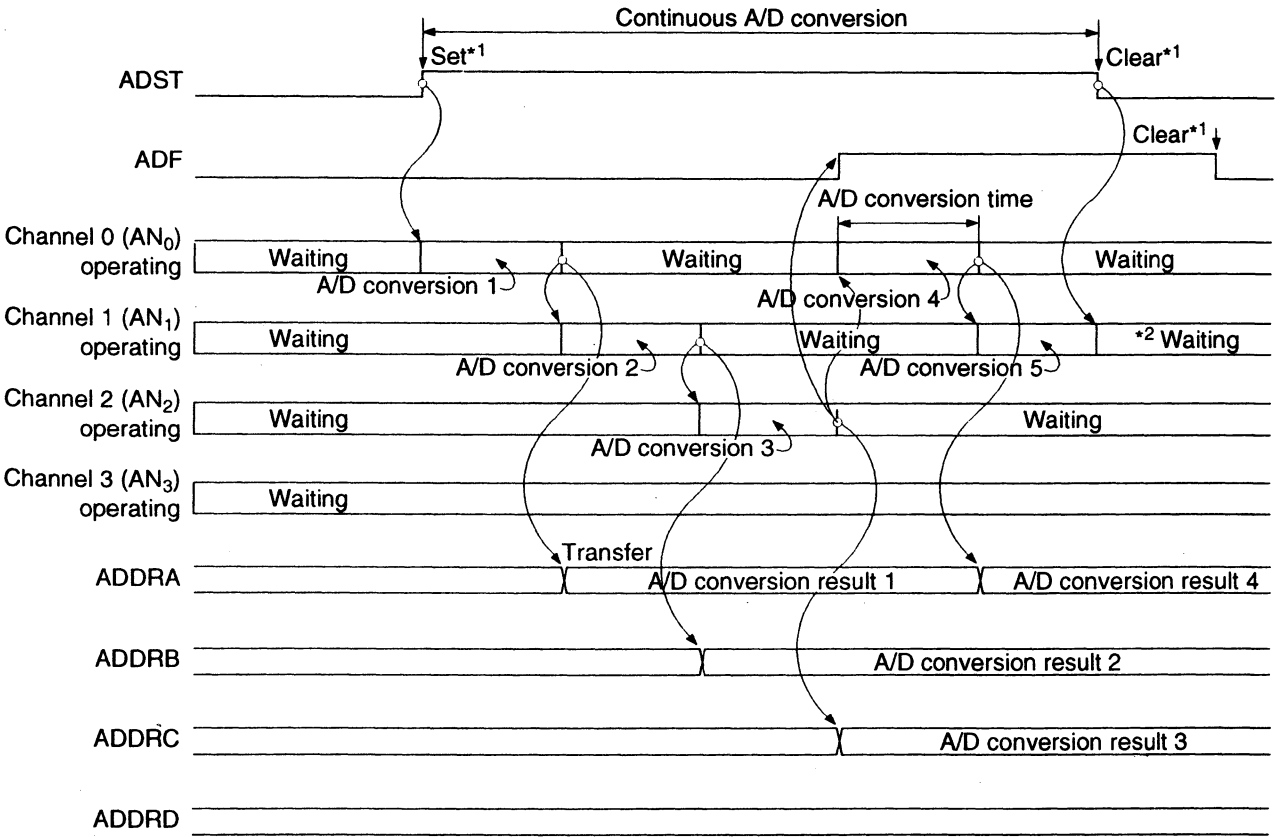 Continuous A/D conversion
Set*1
Clear*1
ADST
Clear*1
ADF
A/D conversion time
Channel 0 (AN0)
operating
Waiting
A/D conversion 1
Waiting
A/D conversion 4
Waiting
Channel 1 (AN1)
operating
Waiting
A/D conversion 2
Waiting
A/D conversion 5
*2 Waiting
Channel 2 (AN2)
operating
Waiting
A/D conversion 3
Waiting
Channel 3 (AN3)
operating
Waiting
Transfer
ADDRA
A/D conversion result 1
A/D conversion result 4
ADDRB
A/D conversion result 2
ADDRC
A/D conversion result 3
ADDRD